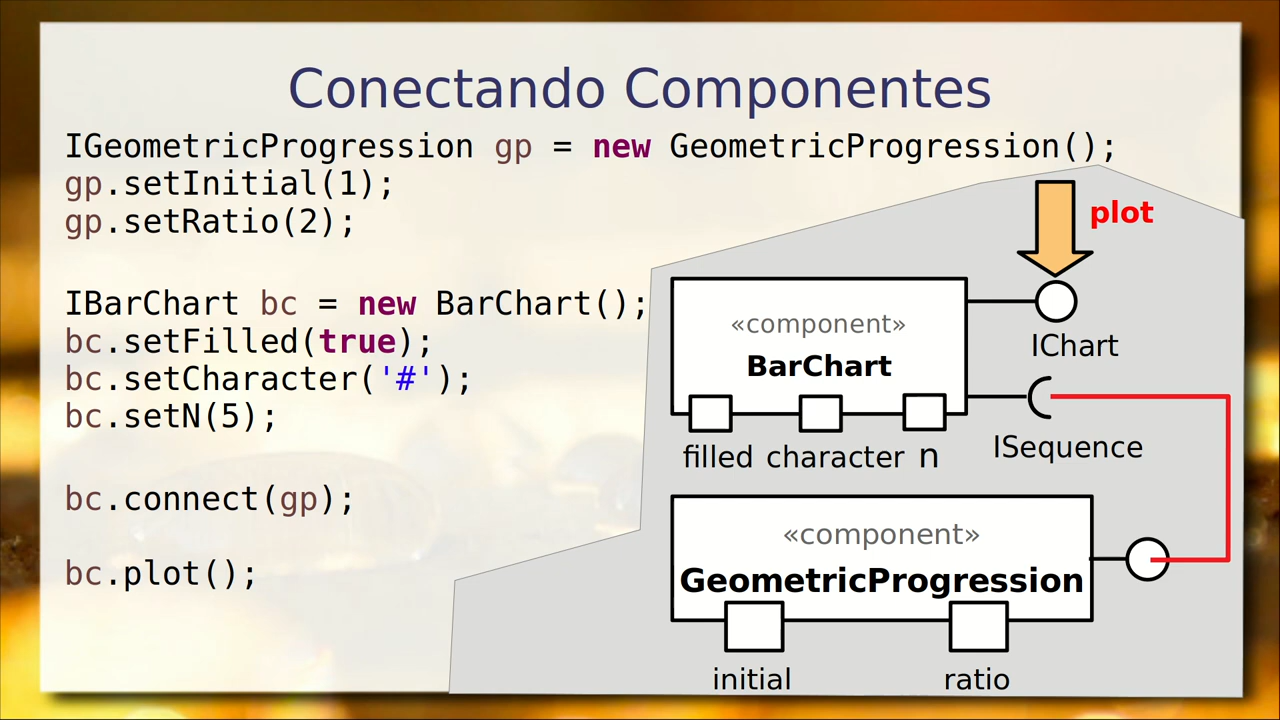 Conectando Componentes
IGeometricProgression gp = new GeometricProgression();
gp.setInitial(1);
gp.setRatio(2);
IBarChart bc = new BarChart();
bc.setFilled(true);
bc.setCharacter('#');
bc.setN(5);
bc.connect(gp);
bc.plot();
plot
«component»
BarChart
IChart
filled character n
ISequence
«component»
GeometricProgression
initial ratio